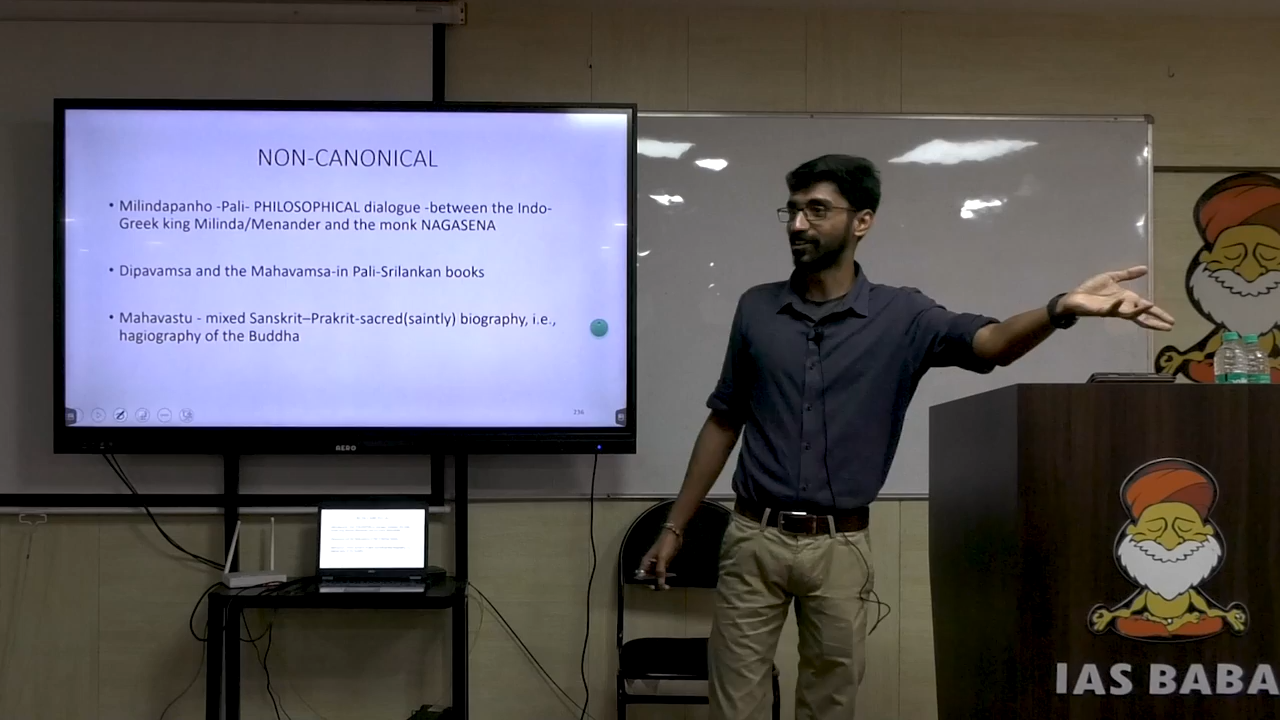 NON-CANONICAL
• Milindapanho -Pali- PHILOSOPHICAL dialogue -between the Indo-
Greek king Milinda/Menander and the monk NAGASENA
• Dipavamsa and the Mahavamsa-in Pali-Srilankan books
• Mahavastu - mixed Sanskrit–Prakrit-sacred(saintly) biography, i.e.,
hagiography of the Buddha
236
AERO
IAS BABA